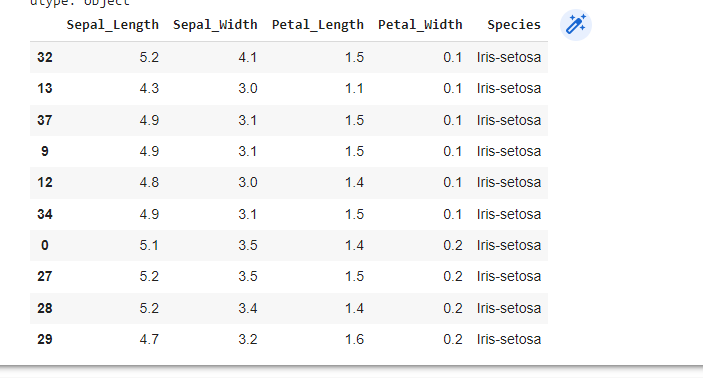 dtype: object
Sepal_Length Sepal_Width Petal_Length Petal_Width Species
32 5.2 4.1 1.5 0.1 Iris-setosa
13 4.3 3.0 1.1 0.1 Iris-setosa
37 4.9 3.1 1.5 0.1 Iris-setosa
9 4.9 3.1 1.5 0.1 Iris-setosa
12 4.8 3.0 1.4 0.1 Iris-setosa
34 4.9 3.1 1.5 0.1 Iris-setosa
0 5.1 3.5 1.4 0.2 Iris-setosa
27 5.2 3.5 1.5 0.2 Iris-setosa
28 5.2 3.4 1.4 0.2 Iris-setosa
29 4.7 3.2 1.6 0.2 Iris-setosa